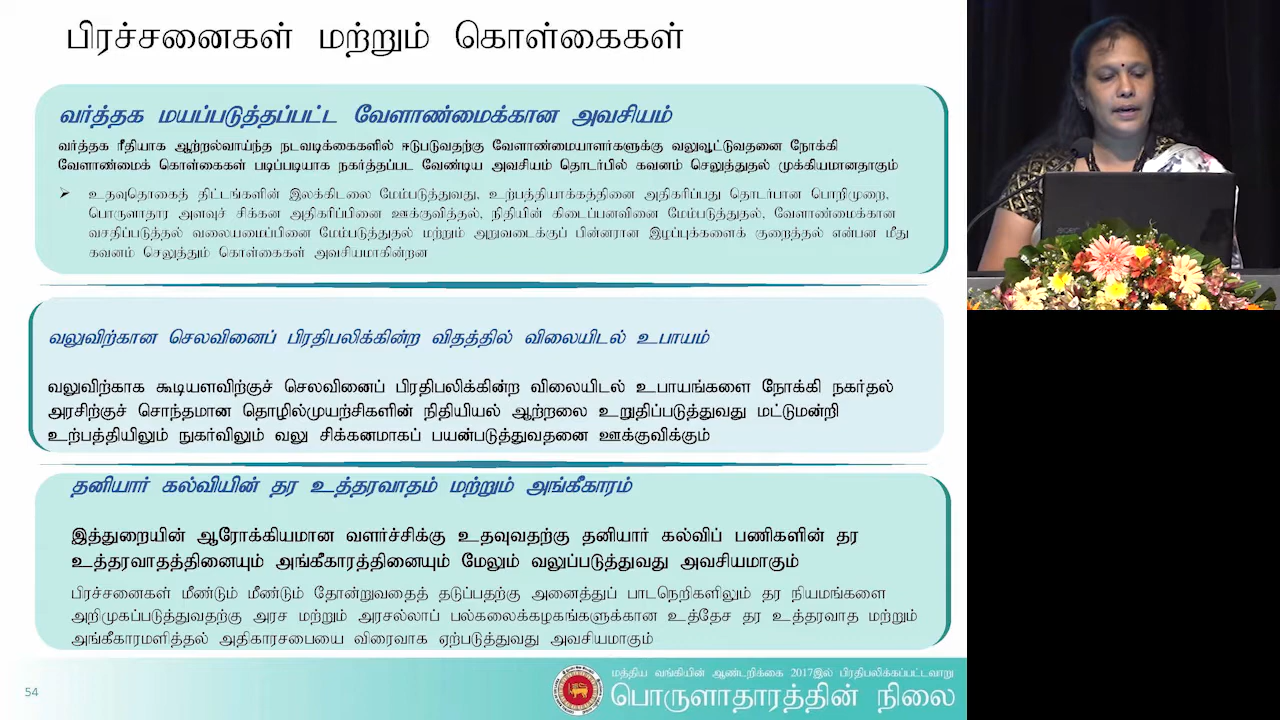 பிரச்சனைகள் மற்றும் கொள்கைகள்
வர்த்தக மயப்படுத்தப்பட்ட வேளாண்மைக்கான அவசியம்
வர்த்தக ரீதியாக ஆற்றல்வாய்ந்த நடவடிக்கைகளில் ஈடுபடுவதற்கு வேளாண்மையாளர்களுக்கு வலுவூட்டுவதனை நோக்கி
வேளாண்மைக் கொள்கைகள் படிப்படியாக நகர்த்தப்பட வேண்டிய அவசியம் தொடர்பில் கவனம் செலுத்துதல் முக்கியமானதாகும்
➢ உதவுதொகைத் திட்டங்களின் இலக்கிடலை மேம்படுத்துவது, உற்பத்தியாக்கத்தினை அதிகரிப்பது தொடர்பான பொறிமுறை,
பொருளாதார அளவுச் சிக்கன அதிகரிப்பினை ஊக்குவித்தல், நிதியின் கிடைப்பனவினை மேம்படுத்துதல், வேளாண்மைக்கான
வசதிப்படுத்தல் வலையமைப்பினை மேம்படுத்துதல் மற்றும் அறுவடைக்குப் பின்னரான இழப்புக்களைக் குறைத்தல் என்பன மீது
கவனம் செலுத்தும் கொள்கைகள் அவசியமாகின்றன
வலுவிற்கான செலவினைப் பிரதிபலிக்கின்ற விதத்தில் விலையிடல் உபாயம்
வலுவிற்காக கூடியளவிற்குச் செலவினைப் பிரதிபலிக்கின்ற விலையிடல் உபாயங்களை நோக்கி நகர்தல்
அரசிற்குச் சொந்தமான தொழில்முயற்சிகளின் நிதியியல் ஆற்றலை உறுதிப்படுத்துவது மட்டுமன்றி
உற்பத்தியிலும் நுகர்விலும் வலு சிக்கனமாகப் பயன்படுத்துவதனை ஊக்குவிக்கும்
தனியார் கல்வியின் தர உத்தரவாதம் மற்றும் அங்கீகாரம்
இத்துறையின் ஆரோக்கியமான வளர்ச்சிக்கு உதவுவதற்கு தனியார் கல்விப் பணிகளின் தர
உத்தரவாதத்தினையும் அங்கீகாரத்தினையும் மேலும் வலுப்படுத்துவது அவசியமாகும்
பிரச்சனைகள் மீண்டும் மீண்டும் தோன்றுவதைத் தடுப்பதற்கு அனைத்துப் பாடநெறிகளிலும் தர நியமங்களை
அறிமுகப்படுத்துவதற்கு அரச மற்றும் அரசல்லாப் பல்கலைக்கழகங்களுக்கான உத்தேச தர உத்தரவாத மற்றும்
அங்கீகாரமளித்தல் அதிகாரசபையை விரைவாக ஏற்படுத்துவது அவசியமாகும்
54
மத்திய வங்கியின் ஆண்டறிக்கை 2017இல் பிரதிபலிக்கப்பட்டவாறு
பொருளாதாரத்தின் நிலை
acer